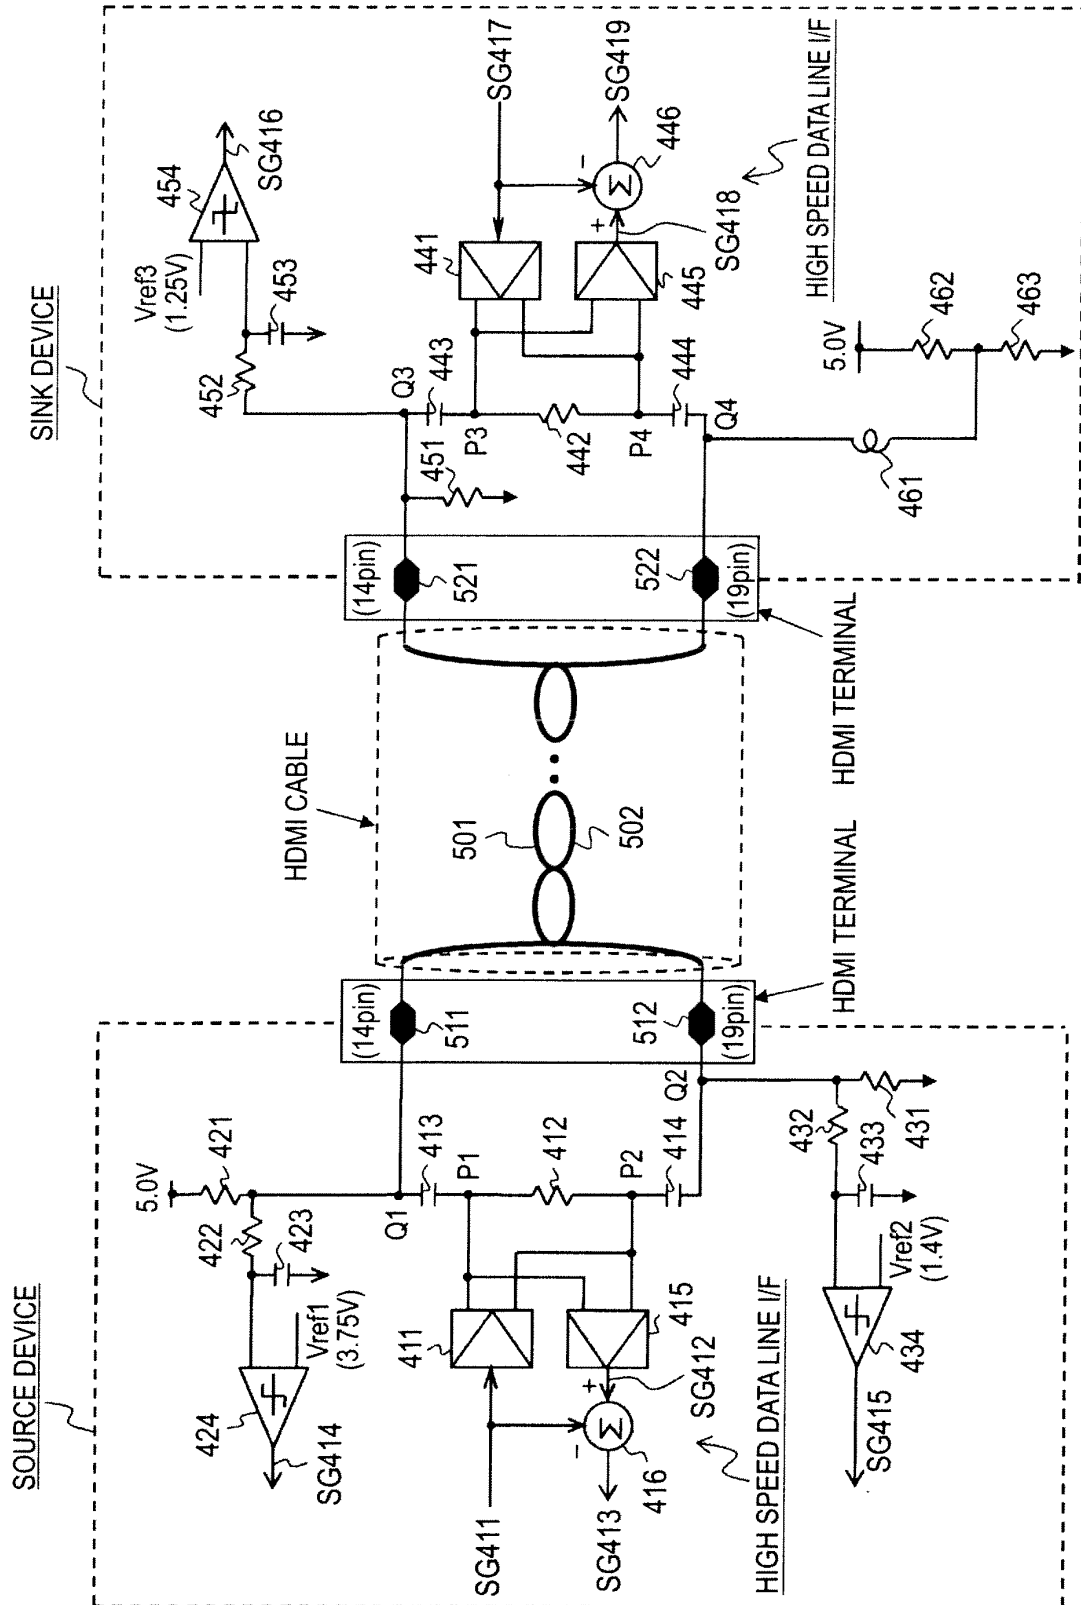 SOURCE DEVICE
HDMI CABLE
SINK DEVICE
5.0V
421
422
423
424
SG414
Vref1
(3.75V)
Q1
413
P1
412
P2
414
Q2
411
415
SG411
SG412
SG413
416
HIGH SPEED DATA LINE I/F
432
433
431
Vref2
(1.4V)
434
SG415
(14pin)
511
512
(19pin)
HDMI TERMINAL
501
502
(14pin)
521
522
(19pin)
HDMI TERMINAL
454
SG416
Vref3
(1.25V)
453
452
Q3
443
451
P3
442
P4
444
Q4
441
445
SG417
SG418
SG419
446
Σ
Σ
+
-
+
-
HIGH SPEED DATA LINE I/F
5.0V
462
463
461